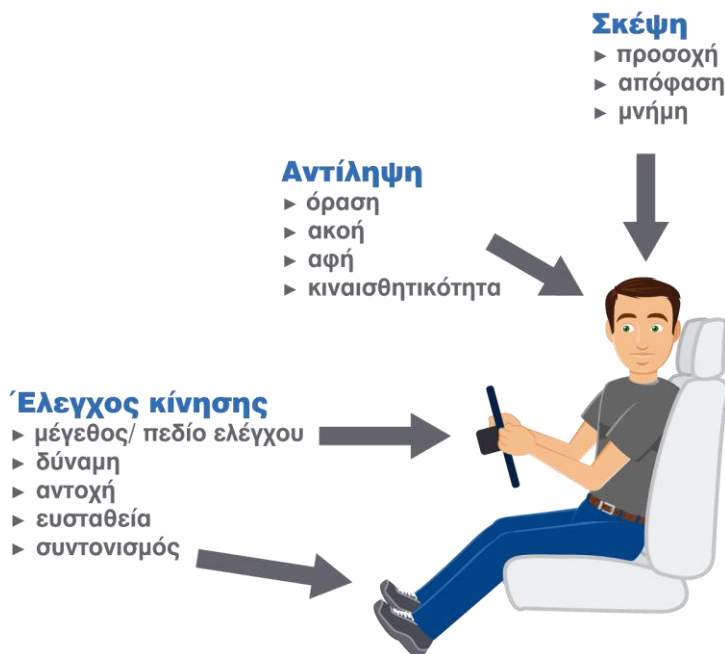 Σκέψη
► προσοχή
► απόφαση
► μνήμη
Αντίληψη
► όραση
► ακοή
► αφή
► κιναισθητικότητα
Έλεγχος κίνησης
► μέγεθος/ πεδίο ελέγχου
► δύναμη
► αντοχή
► ευσταθεία
► συντονισμός